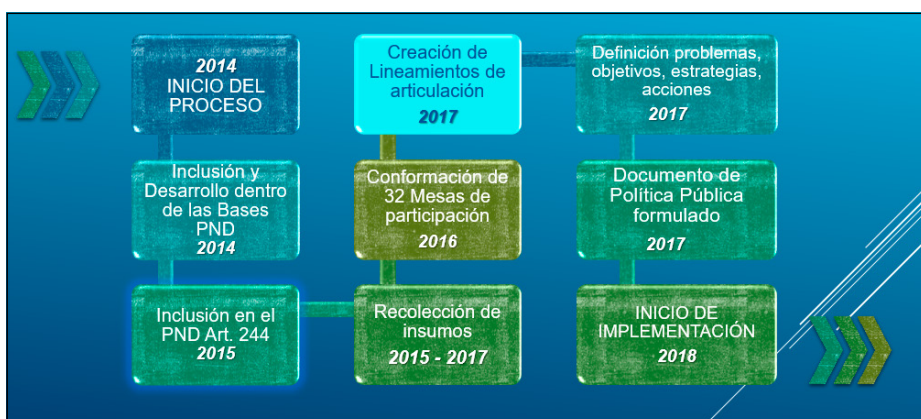 2014
INICIO DEL
PROCESO
Inclusión y
Desarrollo dentro
de las Bases
PND
2014
Inclusión en el
PND Art. 244
2015
Recolección de
insumos
2015 - 2017
Conformación de
32 Mesas de
participación
2016
Creación de
Lineamientos de
articulación
2017
Definición problemas,
objetivos, estrategias,
acciones
2017
Documento de
Política Pública
formulado
2017
INICIO DE
IMPLEMENTACIÓN
2018